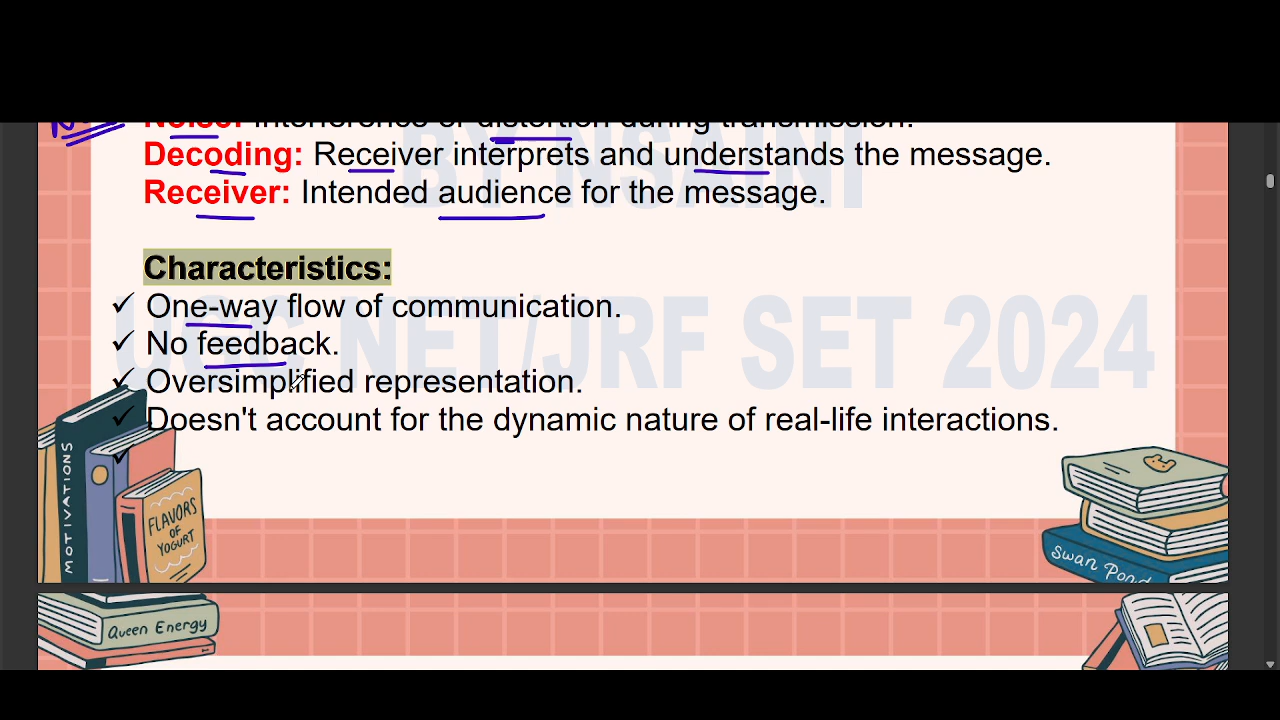 Noise: Interference or distortion during transmission.
Decoding: Receiver interprets and understands the message.
Receiver: Intended audience for the message.
BY NSAINI
Characteristics:
✓ One-way flow of communication.
✓ No feedback.
✓ Oversimplified representation.
✓ Doesn't account for the dynamic nature of real-life interactions.
✓
UGC NET/JRF SET 2024
MOTIVATIONS
FLAVORS
OF
YOGURT
Swan Pond
Queen Energy